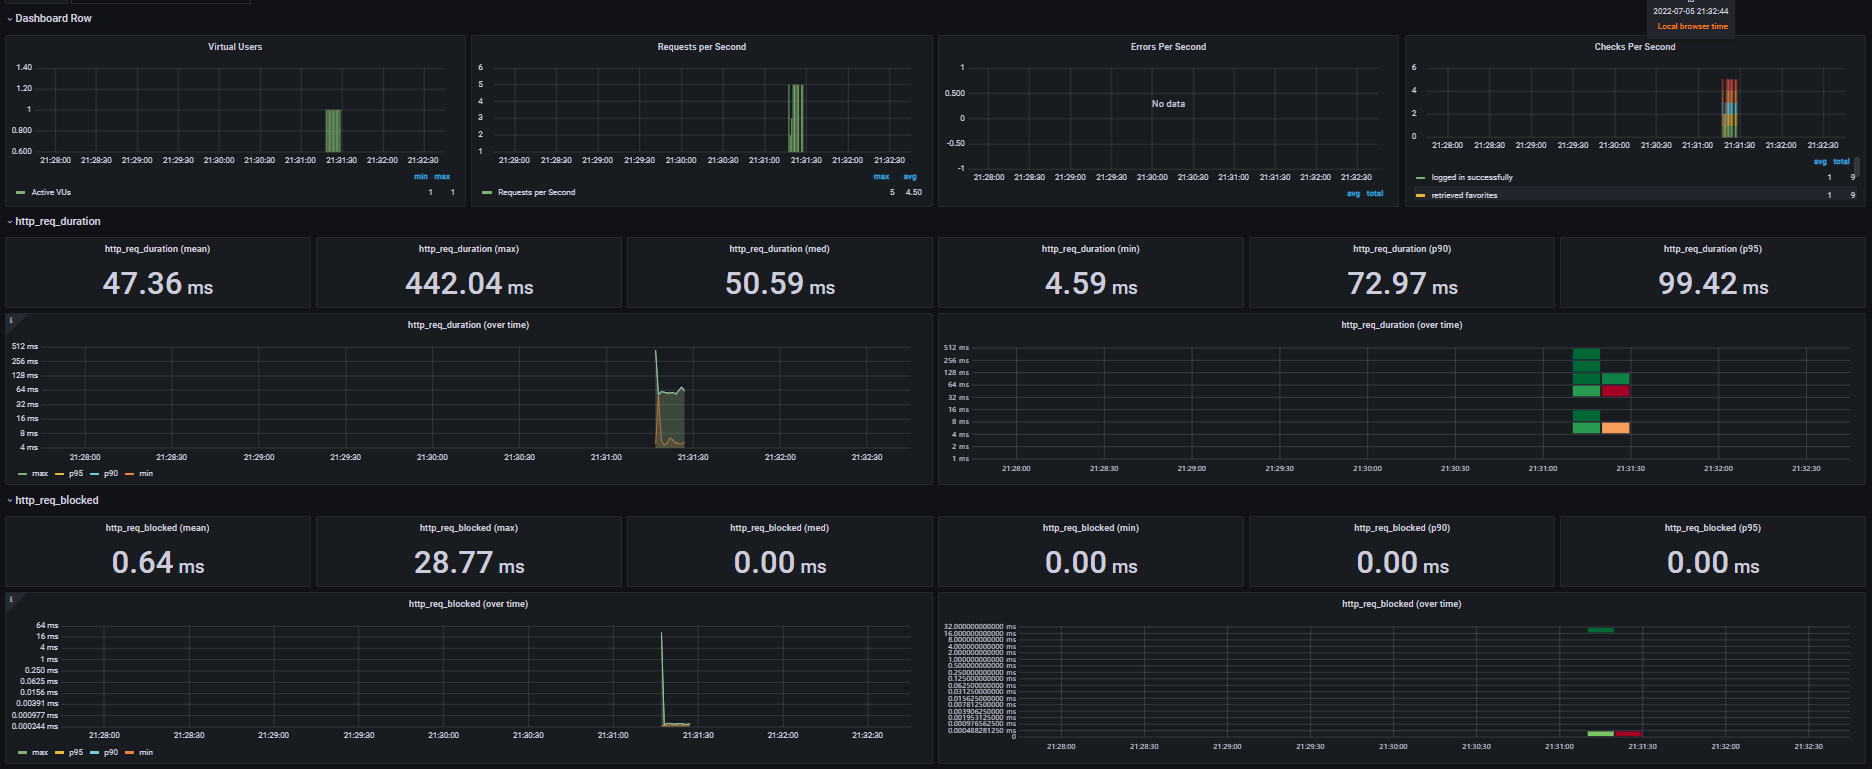 to
2022-07-05 21:32:44
Local browser time
Dashboard Row
Virtual Users
1.40
1.20
1
0.800
0.600
21:28:00 21:28:30 21:29:00 21:29:30 21:30:00 21:30:30 21:31:00 21:31:30 21:32:00 21:32:30
min max
Active VUs 1 1
Requests per Second
6
5
4
3
2
1
21:28:00 21:28:30 21:29:00 21:29:30 21:30:00 21:30:30 21:31:00 21:31:30 21:32:00 21:32:30
max avg
Requests per Second 5 4.50
Errors Per Second
1
0.500
0
-0.50
-1
No data
21:28:00 21:28:30 21:29:00 21:29:30 21:30:00 21:30:30 21:31:00 21:31:30 21:32:00 21:32:30
avg total
Checks Per Second
6
4
2
0
21:28:00 21:28:30 21:29:00 21:29:30 21:30:00 21:30:30 21:31:00 21:31:30 21:32:00 21:32:30
avg total
logged in successfully 1 9
retrieved favorites 1 9
http_req_duration
http_req_duration (mean)
47.36 ms
http_req_duration (max)
442.04 ms
http_req_duration (med)
50.59 ms
http_req_duration (min)
4.59 ms
http_req_duration (p90)
72.97 ms
http_req_duration (p95)
99.42 ms
http_req_duration (over time)
512 ms
256 ms
128 ms
64 ms
32 ms
16 ms
8 ms
4 ms
21:28:00 21:28:30 21:29:00 21:29:30 21:30:00 21:30:30 21:31:00 21:31:30 21:32:00 21:32:30
max p95 p90 min
http_req_duration (over time)
512 ms
256 ms
128 ms
64 ms
32 ms
16 ms
8 ms
4 ms
2 ms
1 ms
21:28:00 21:28:30 21:29:00 21:29:30 21:30:00 21:30:30 21:31:00 21:31:30 21:32:00 21:32:30
http_req_blocked
http_req_blocked (mean)
0.64 ms
http_req_blocked (max)
28.77 ms
http_req_blocked (med)
0.00 ms
http_req_blocked (min)
0.00 ms
http_req_blocked (p90)
0.00 ms
http_req_blocked (p95)
0.00 ms
http_req_blocked (over time)
64 ms
16 ms
4 ms
1 ms
0.250 ms
0.0625 ms
0.0156 ms
0.00391 ms
0.000977 ms
0.000244 ms
21:28:00 21:28:30 21:29:00 21:29:30 21:30:00 21:30:30 21:31:00 21:31:30 21:32:00 21:32:30
max p95 p90 min
http_req_blocked (over time)
32.000000000000 ms
16.000000000000 ms
8.000000000000 ms
4.000000000000 ms
2.000000000000 ms
1.000000000000 ms
0.500000000000 ms
0.250000000000 ms
0.125000000000 ms
0.062500000000 ms
0.031250000000 ms
0.015625000000 ms
0.007812500000 ms
0.003906250000 ms
0.001953125000 ms
0.000976562500 ms
0.000488281250 ms
0
21:28:00 21:28:30 21:29:00 21:29:30 21:30:00 21:30:30 21:31:00 21:31:30 21:32:00 21:32:30